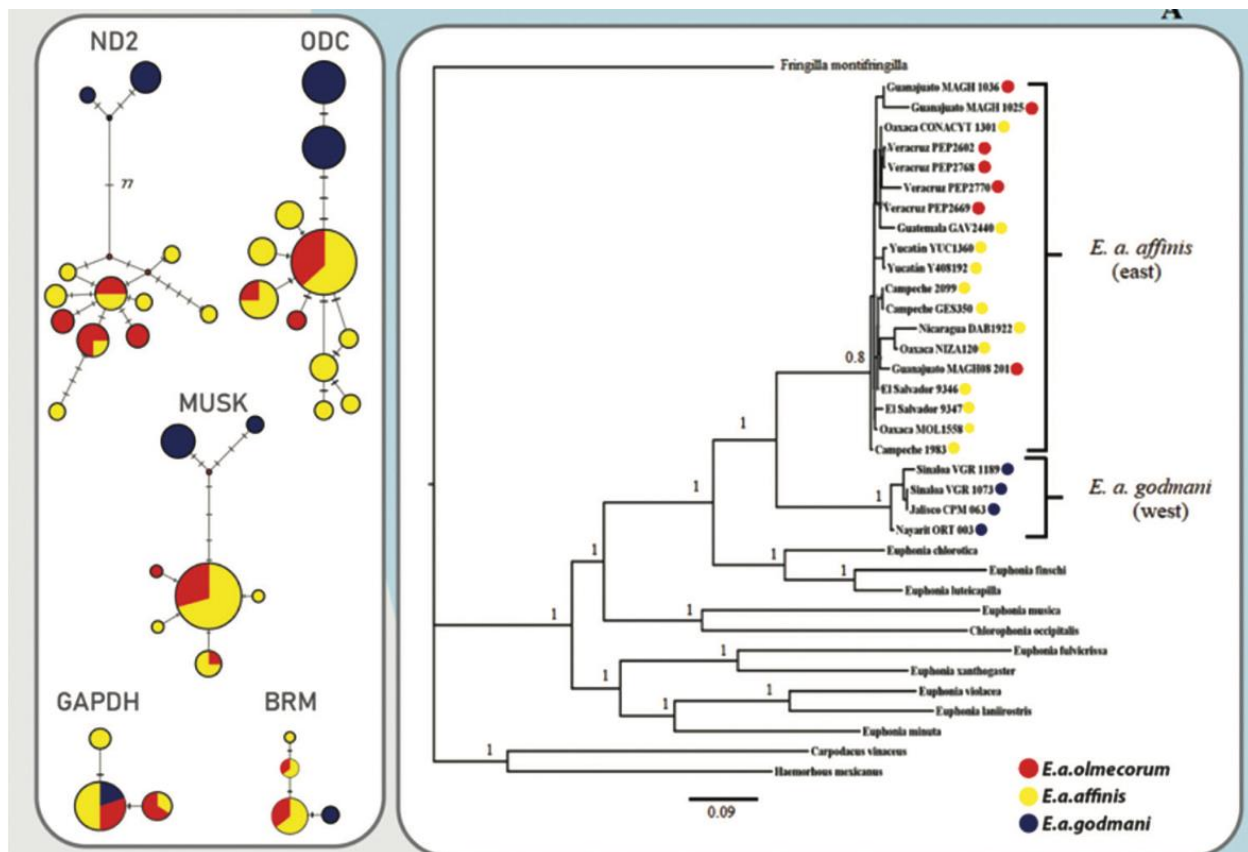 A
ND2
ODC
77
MUSK
GAPDH
BRM
Fringilla montifringilla
Guanajuato MAGH 1036
Guanajuato MAGH 1025
Oaxaca CONACYT 1301
Veracruz PEP2602
Veracruz PEP2768
Veracruz PEP2770
Veracruz PEP2669
Guatemala GAV2440
Yucatán YUC1360
Yucatán Y408192
Campeche 2099
Campeche GES350
Nicaragua DAB1922
Oaxaca NIZA120
0.8
Guanajuato MAGH08 201
El Salvador 9346
El Salvador 9347
Oaxaca MOL1558
Campeche 1983
E. a. affinis
(east)
1
Sinaloa VGR 1189
Sinaloa VGR 1073
Jalisco CPM 063
Nayarit ORT 003
1
E. a. godmani
(west)
1
Euphonia chlorotica
1
Euphonia finschi
1
Euphonia luteicapilla
1
Euphonia musica
1
Chlorophonia occipitalis
1
Euphonia fulvicrissa
1
Euphonia xanthogaster
1
Euphonia violacea
1
Euphonia laniirostris
1
Euphonia minuta
Carpodacus vinaceus
1
Haemorhous mexicanus
0.09
E.a.olmecorum
E.a.affinis
E.a.godmani